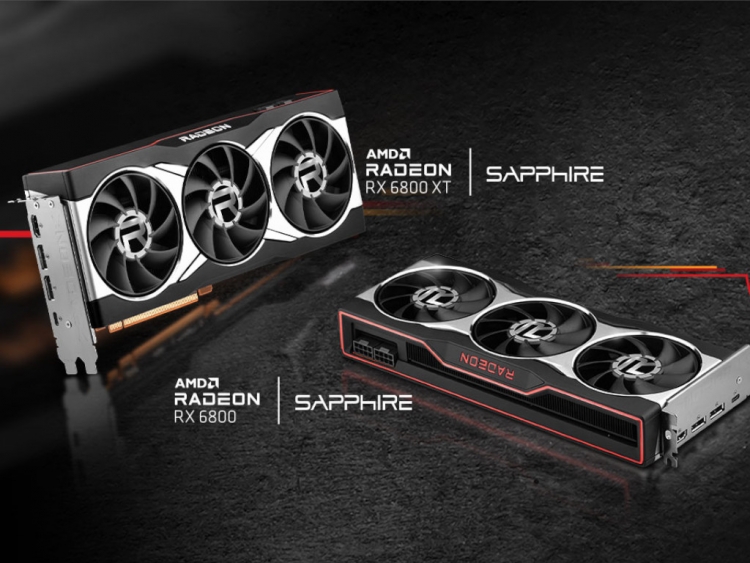 RADEON
AMD
RADEON
RX 6800 XT
SAPPHIRE
RADEON
AMD
RADEON
RX 6800
SAPPHIRE